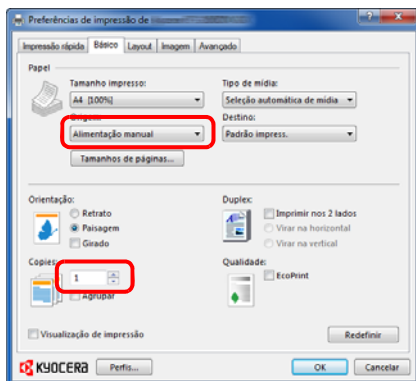 Preferências de impressão de
Impressão rápida Básico Layout Imagem Avançado
Papel
Tamanho impresso:
A4 [100%]
Origem:
Alimentação manual
Tamanhos de páginas...
Tipo de mídia:
Seleção automática de mídia
Destino:
Padrão impress.
Orientação:
Retrato
Paisagem
Girado
Duplex:
Imprimir nos 2 lados
Virar na horizontal
Virar na vertical
Copies:
1
Agrupar
Qualidade:
EcoPrint
Visualização de impressão
Redefinir
KYOCERA Perfis... OK Cancelar